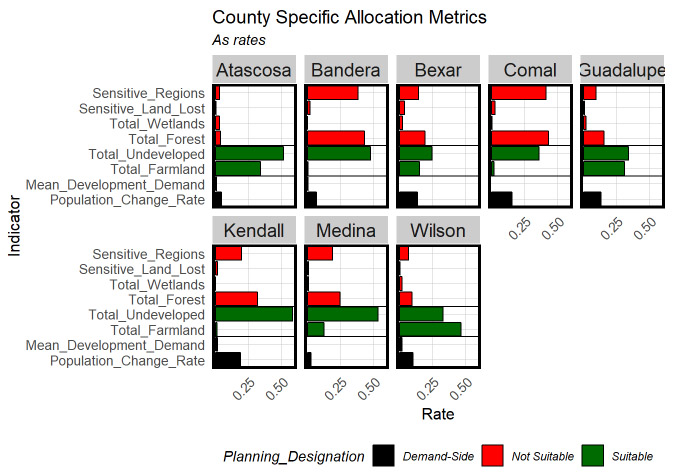 County Specific Allocation Metrics
As rates
Atascosa Bandera Bexar Comal Guadalupe
Sensitive_Regions
Sensitive_Land_Lost
Total_Wetlands
Total_Forest
Total_Undeveloped
Total_Farmland
Mean_Development_Demand
Population_Change_Rate
0.25 0.50 0.25 0.50
Kendall Medina Wilson
Sensitive_Regions
Sensitive_Land_Lost
Total_Wetlands
Total_Forest
Total_Undeveloped
Total_Farmland
Mean_Development_Demand
Population_Change_Rate
0.25 0.50 0.25 0.50 0.25 0.50
Indicator
Rate
Planning_Designation Demand-Side Not Suitable Suitable